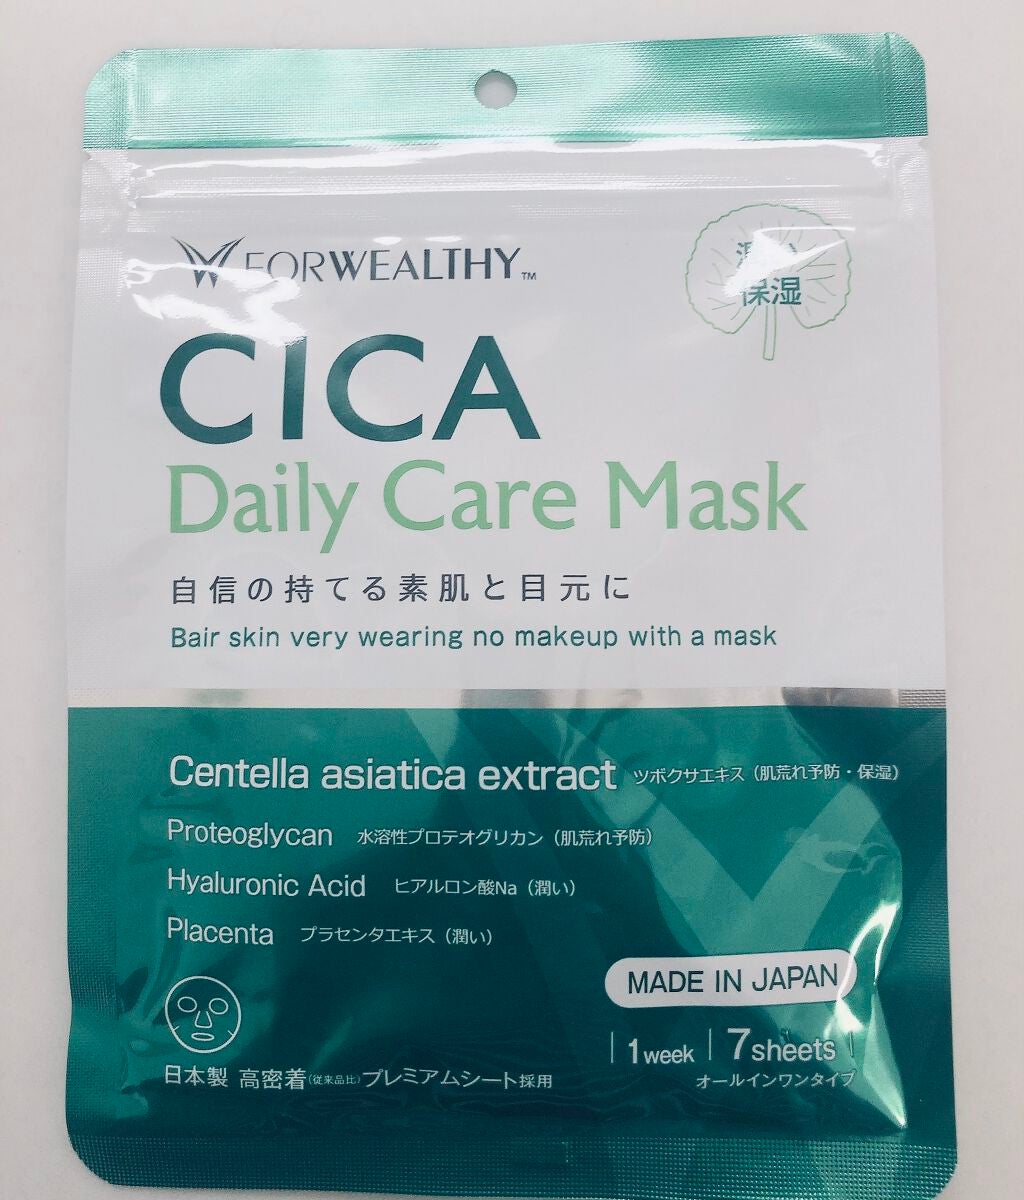 FORWEALTHY™
保湿
CICA
Daily Care Mask
自信の持てる素肌と目元に
Bair skin very wearing no makeup with a mask
Centella asiatica extract ツボクサエキス（肌荒れ予防・保湿）
Proteoglycan 水溶性プロテオグリカン（肌荒れ予防）
Hyaluronic Acid ヒアルロン酸Na（潤い）
Placenta プラセンタエキス（潤い）
MADE IN JAPAN
1week 7sheets
オールインワンタイプ
日本製 高密着(従来品比)プレミアムシート採用